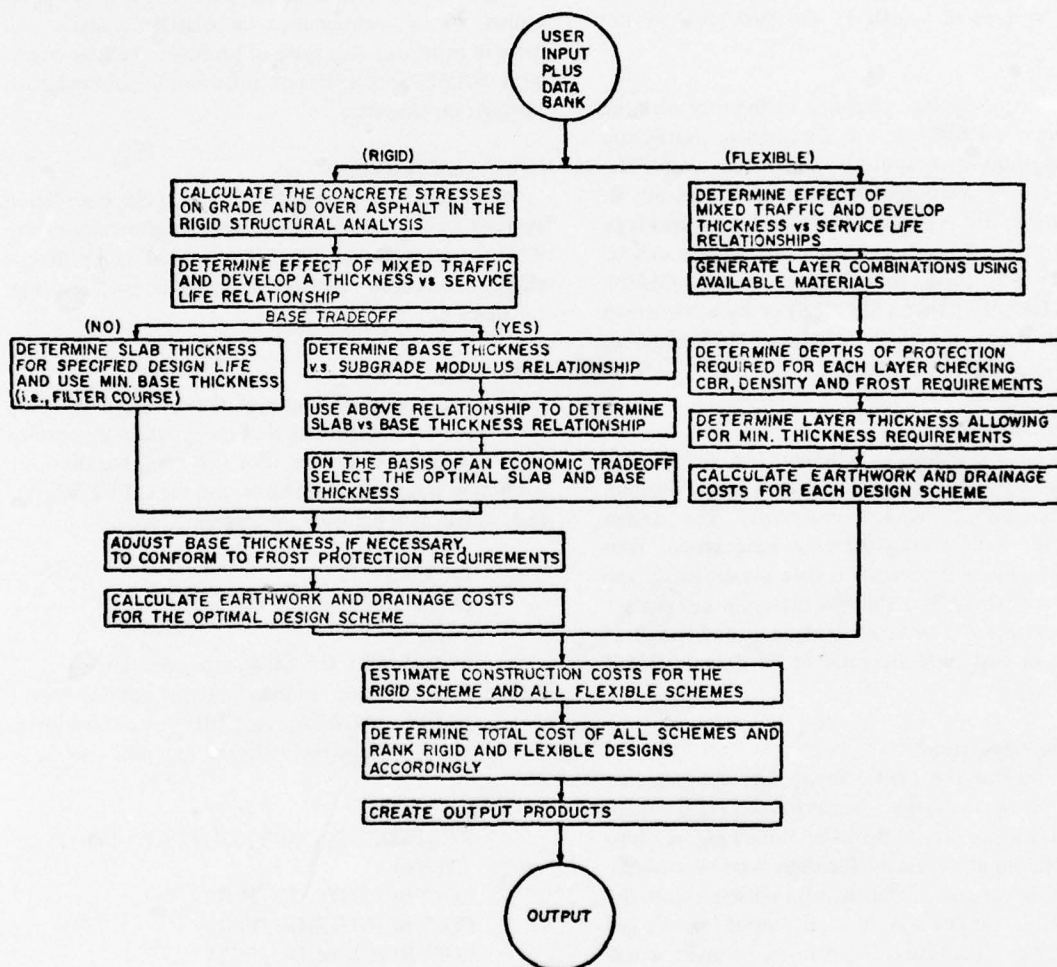 USER
INPUT
PLUS
DATA
BANK
(RIGID)
(FLEXIBLE)
CALCULATE THE CONCRETE STRESSES
ON GRADE AND OVER ASPHALT IN THE
RIGID STRUCTURAL ANALYSIS
DETERMINE EFFECT OF
MIXED TRAFFIC AND DEVELOP
THICKNESS vs SERVICE LIFE
RELATIONSHIPS
DETERMINE EFFECT OF MIXED TRAFFIC
AND DEVELOP A THICKNESS vs SERVICE
LIFE RELATIONSHIP
GENERATE LAYER COMBINATIONS USING
AVAILABLE MATERIALS
BASE TRADEOFF
(NO)
(YES)
DETERMINE SLAB THICKNESS
FOR SPECIFIED DESIGN LIFE
AND USE MIN. BASE THICKNESS
(i.e., FILTER COURSE)
DETERMINE BASE THICKNESS
v.s. SUBGRADE MODULUS RELATIONSHIP
DETERMINE DEPTHS OF PROTECTION
REQUIRED FOR EACH LAYER CHECKING
CBR, DENSITY AND FROST REQUIREMENTS
USE ABOVE RELATIONSHIP TO DETERMINE
SLAB vs BASE THICKNESS RELATIONSHIP
DETERMINE LAYER THICKNESS ALLOWING
FOR MIN. THICKNESS REQUIREMENTS
ON THE BASIS OF AN ECONOMIC TRADEOFF
SELECT THE OPTIMAL SLAB AND BASE
THICKNESS
CALCULATE EARTHWORK AND DRAINAGE
COSTS FOR EACH DESIGN SCHEME
ADJUST BASE THICKNESS, IF NECESSARY,
TO CONFORM TO FROST PROTECTION REQUIREMENTS
CALCULATE EARTHWORK AND DRAINAGE COSTS
FOR THE OPTIMAL DESIGN SCHEME
ESTIMATE CONSTRUCTION COSTS FOR THE
RIGID SCHEME AND ALL FLEXIBLE SCHEMES
DETERMINE TOTAL COST OF ALL SCHEMES AND
RANK RIGID AND FLEXIBLE DESIGNS
ACCORDINGLY
CREATE OUTPUT PRODUCTS
OUTPUT